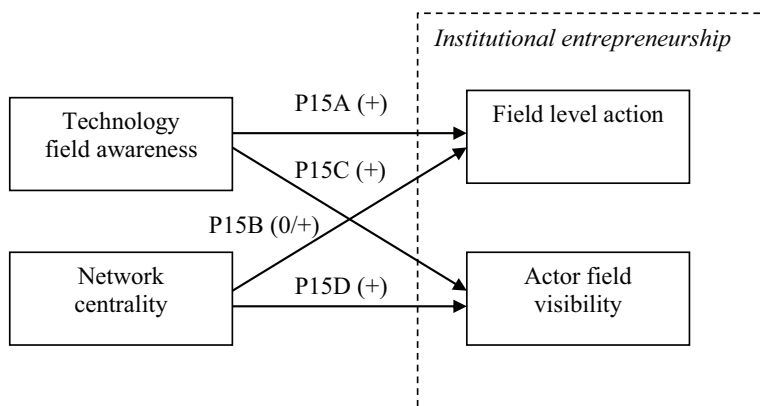 Institutional entrepreneurship
P15A (+)
Technology
field awareness
Field level action
P15C (+)
P15B (0/+)
Network
centrality
P15D (+)
Actor field
visibility